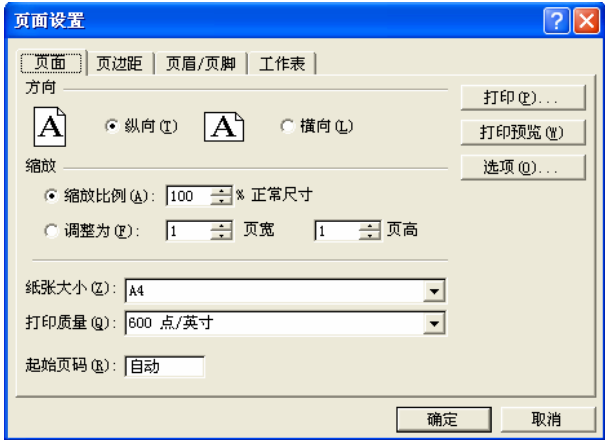 页面设置
页面 页边距 页眉/页脚 工作表
方向
A 纵向(T) A 横向(L)
打印(P)...
打印预览(W)
选项(O)...
缩放
缩放比例(A): 100 % 正常尺寸
调整为(F): 1 页宽 1 页高
纸张大小(Z): A4
打印质量(Q): 600 点/英寸
起始页码(R): 自动
确定 取消